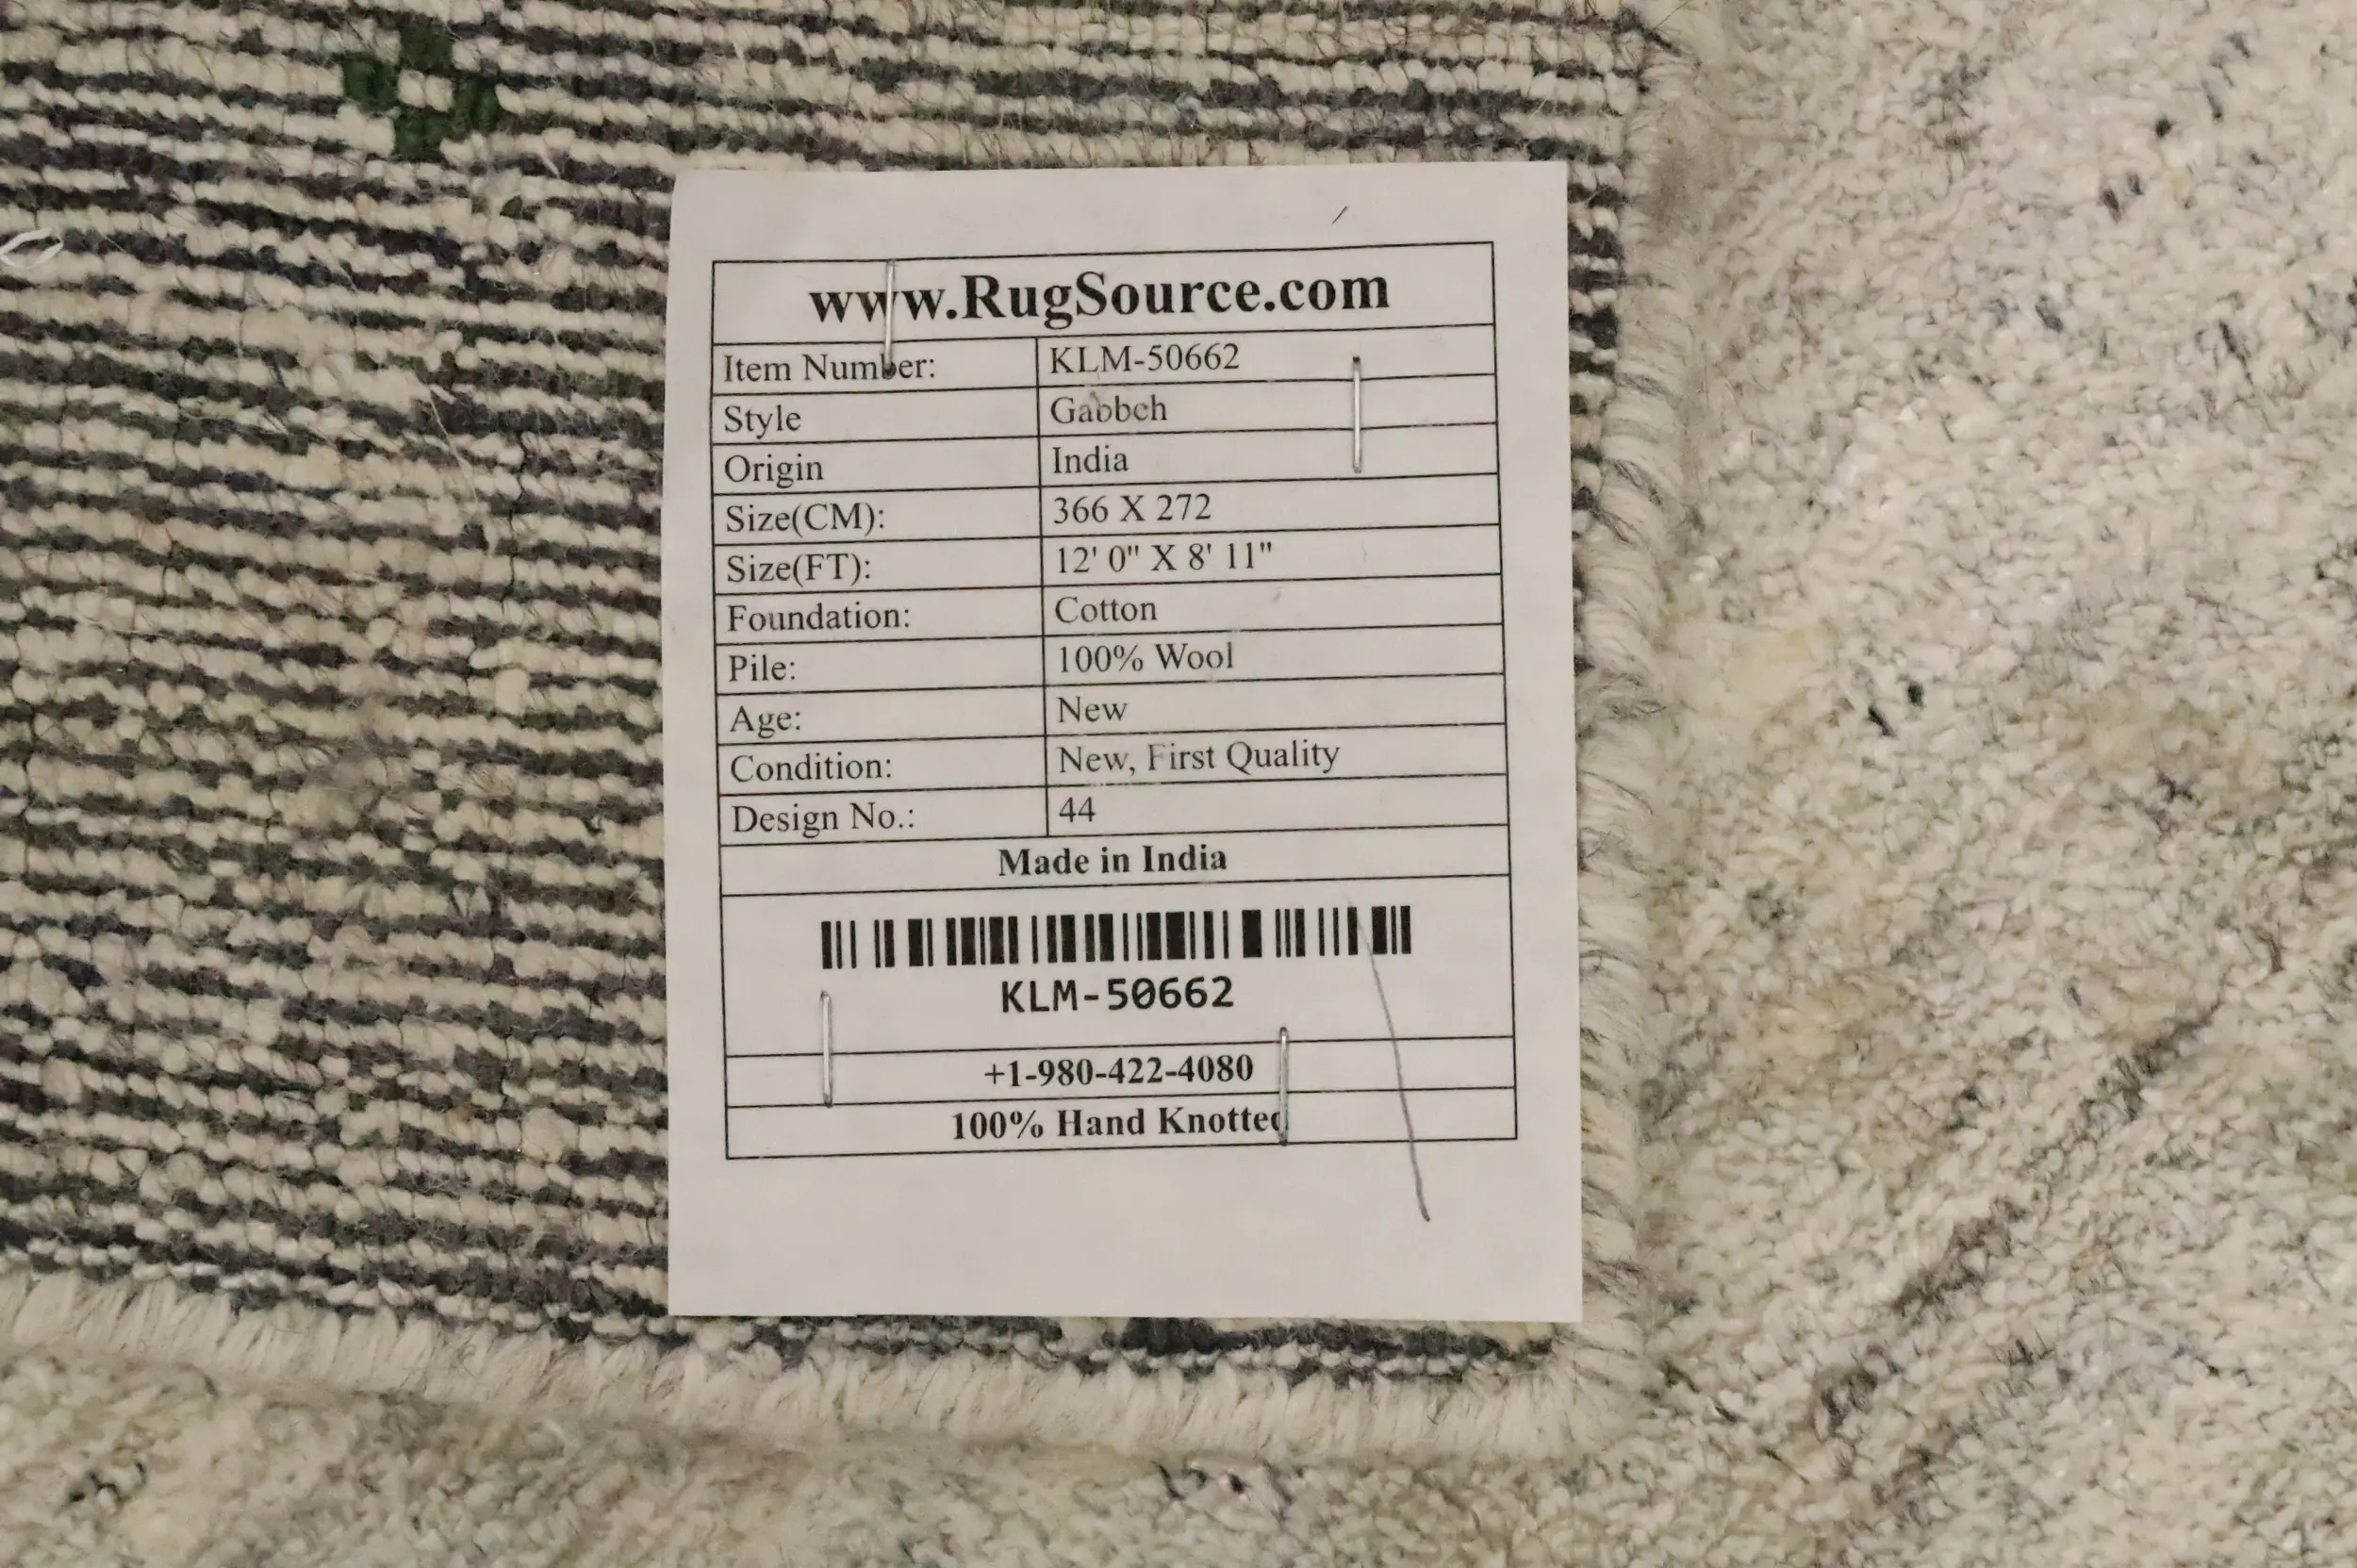 www.RugSource.com
Item Number: KLM-50662
Style Gabbeh
Origin India
Size(CM): 366 X 272
Size(FT): 12' 0" X 8' 11"
Foundation: Cotton
Pile: 100% Wool
Age: New
Condition: New, First Quality
Design No.: 44
Made in India
KLM-50662
+1-980-422-4080
100% Hand Knotted